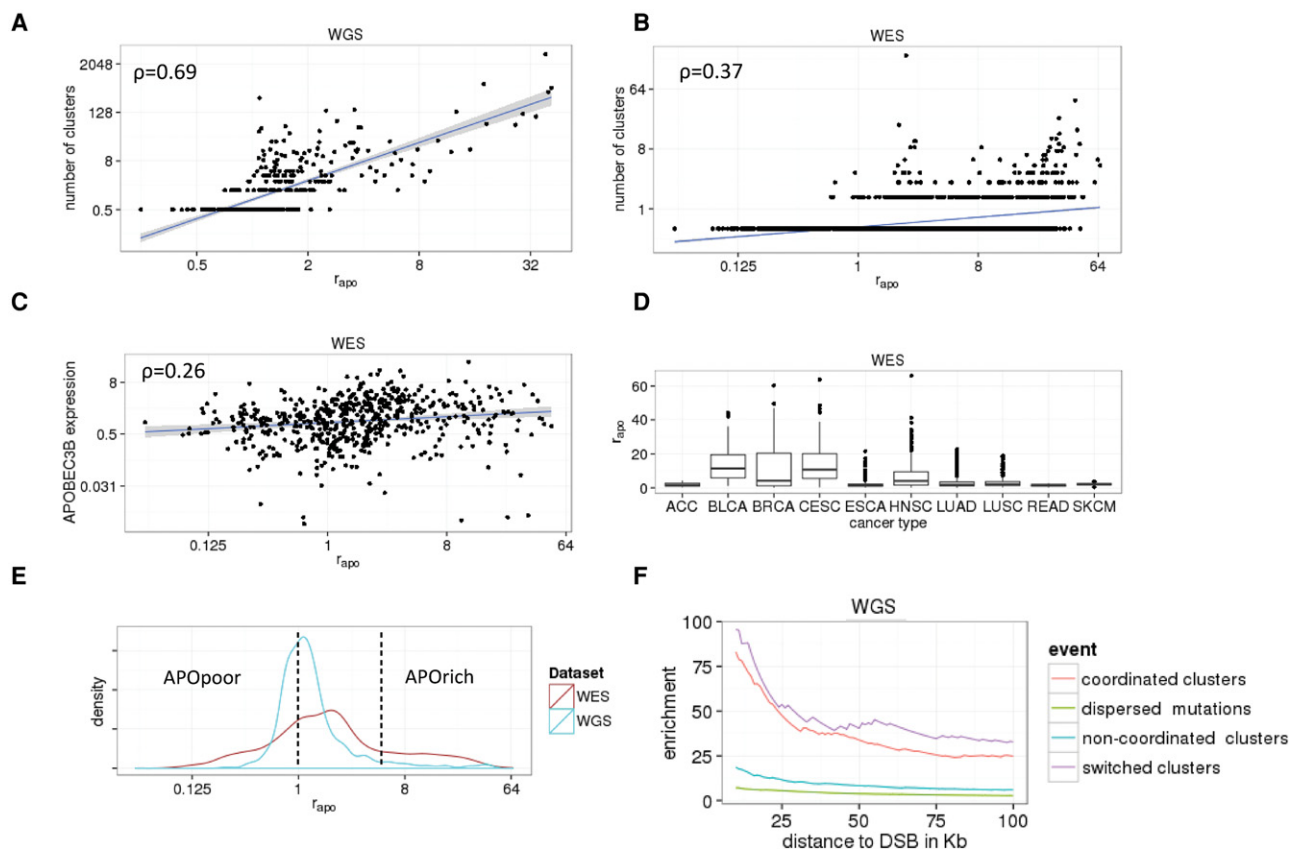 A
WGS
ρ=0.69
number of clusters
2048
128
8
0.5
0.5 2 8 32
rapo
B
WES
ρ=0.37
number of clusters
64
8
1
0.125 1 8 64
rapo
C
WES
ρ=0.26
APOBEC3B expression
8
0.5
0.031
0.125 1 8 64
rapo
D
WES
rapo
60
40
20
0
ACC BLCA BRCA CESC ESCA HNSC LUAD LUSC READ SKCM
cancer type
E
APOpoor APOrich
density
0.125 1 8 64
rapo
Dataset
WES
WGS
F
WGS
enrichment
100
75
50
25
0
25 50 75 100
distance to DSB in Kb
event
coordinated clusters
dispersed mutations
non-coordinated clusters
switched clusters